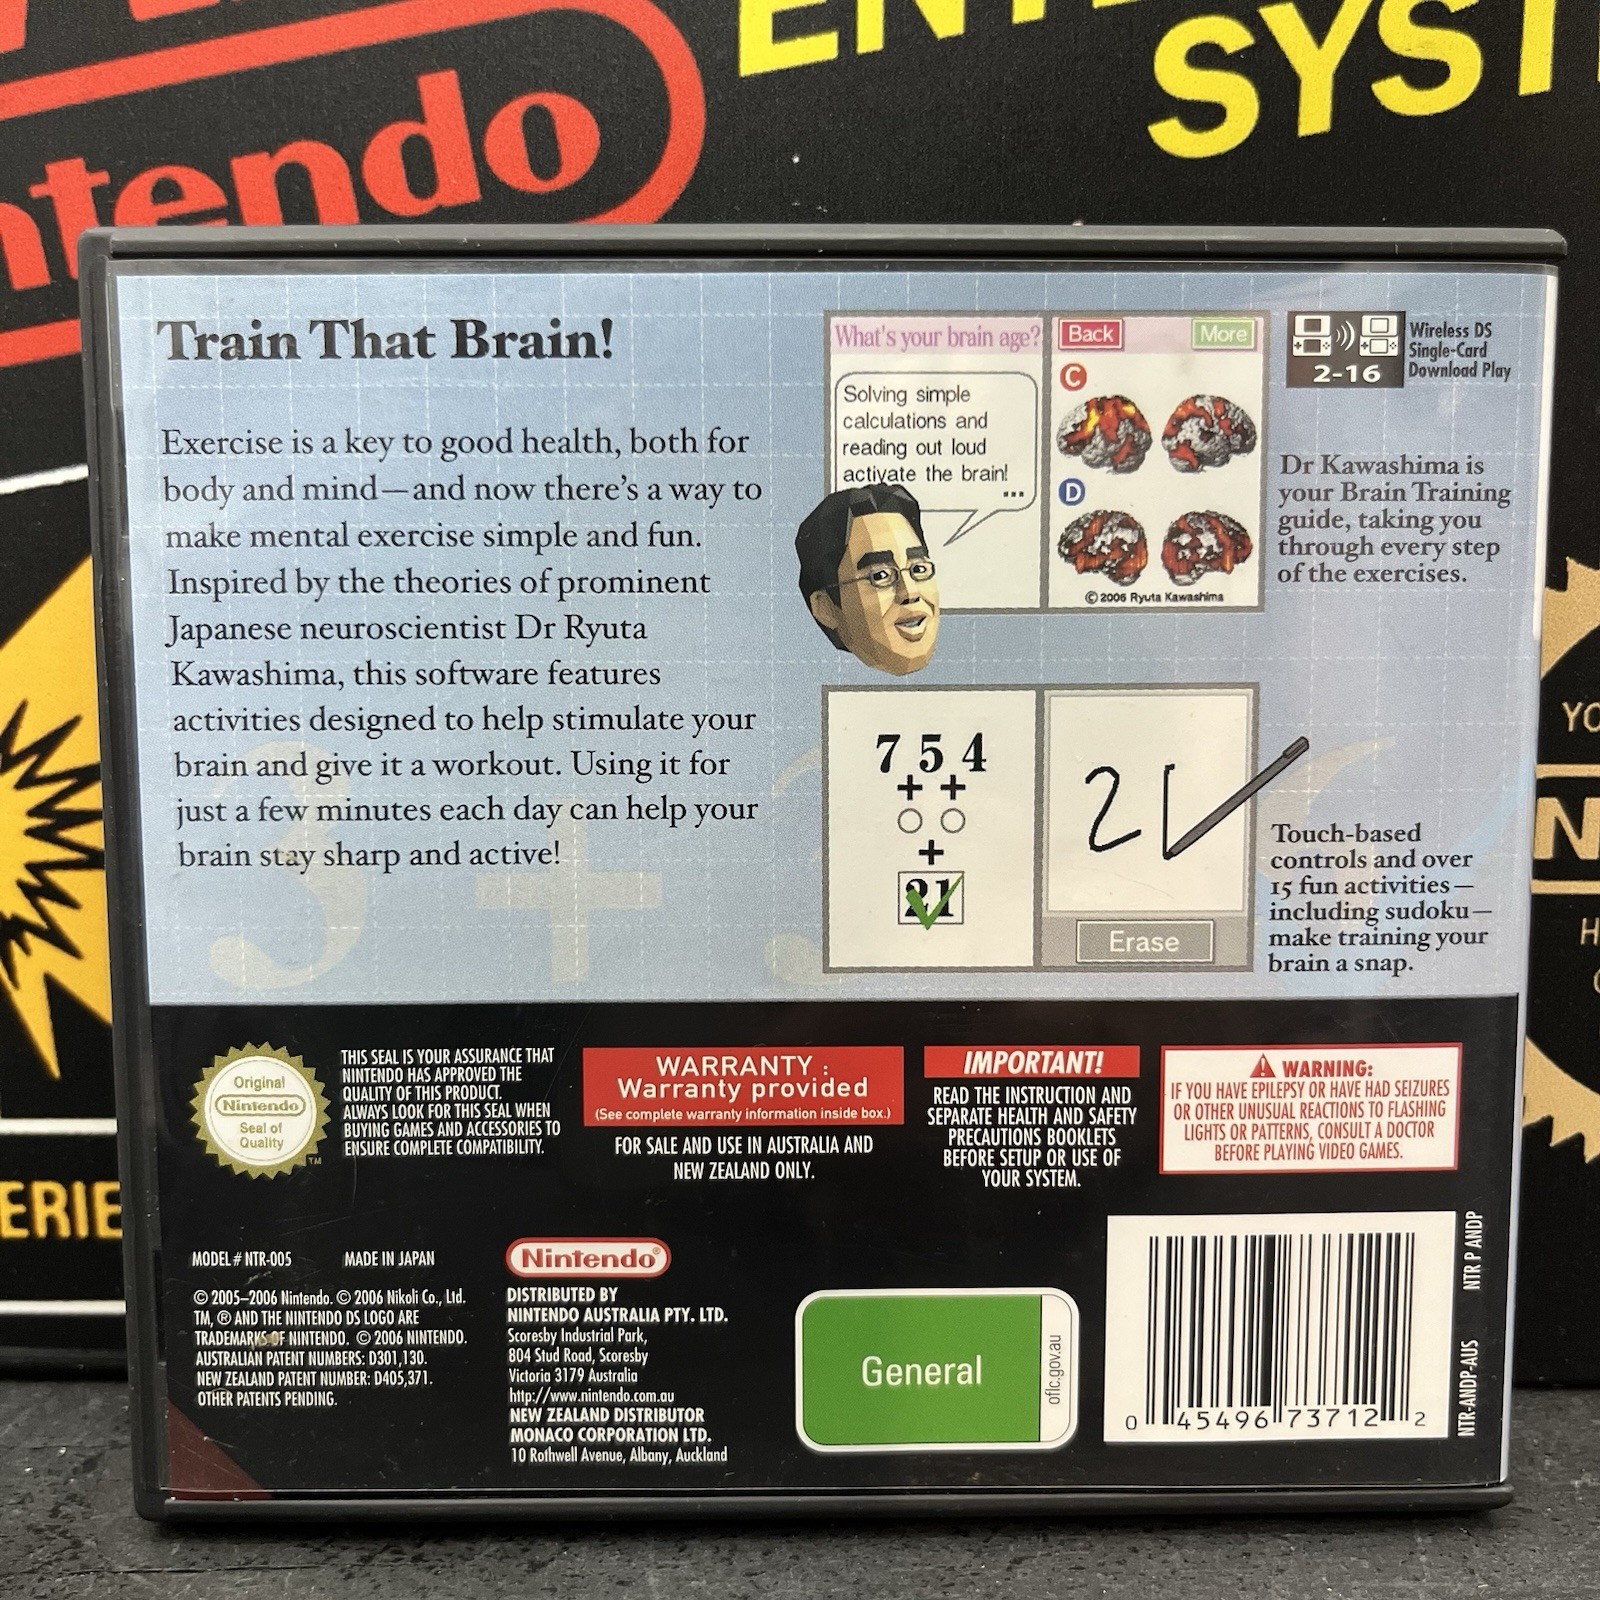 ntendo
SYST
Train That Brain!
Exercise is a key to good health, both for
body and mind—and now there's a way to
make mental exercise simple and fun.
Inspired by the theories of prominent
Japanese neuroscientist Dr Ryuta
Kawashima, this software features
activities designed to help stimulate your
brain and give it a workout. Using it for
just a few minutes each day can help your
brain stay sharp and active!
3 +
What's your brain age?
Solving simple
calculations and
reading out loud
activate the brain!
...
Back
More
C
D
© 2006 Ryuta Kawashima
2-16
Wireless DS
Single-Card
Download Play
Dr Kawashima is
your Brain Training
guide, taking you
through every step
of the exercises.
7 5 4
+ +
+
21
2
Erase
Touch-based
controls and over
15 fun activities—
including sudoku—
make training your
brain a snap.
Original
Nintendo
Seal of
Quality
TM
THIS SEAL IS YOUR ASSURANCE THAT
NINTENDO HAS APPROVED THE
QUALITY OF THIS PRODUCT.
ALWAYS LOOK FOR THIS SEAL WHEN
BUYING GAMES AND ACCESSORIES TO
ENSURE COMPLETE COMPATIBILITY.
WARRANTY :
Warranty provided
(See complete warranty information inside box.)
FOR SALE AND USE IN AUSTRALIA AND
NEW ZEALAND ONLY.
IMPORTANT!
READ THE INSTRUCTION AND
SEPARATE HEALTH AND SAFETY
PRECAUTIONS BOOKLETS
BEFORE SETUP OR USE OF
YOUR SYSTEM.
WARNING:
IF YOU HAVE EPILEPSY OR HAVE HAD SEIZURES
OR OTHER UNUSUAL REACTIONS TO FLASHING
LIGHTS OR PATTERNS, CONSULT A DOCTOR
BEFORE PLAYING VIDEO GAMES.
ERIE
MODEL # NTR-005 MADE IN JAPAN
© 2005–2006 Nintendo. © 2006 Nikoli Co., Ltd.
TM, ® AND THE NINTENDO DS LOGO ARE
TRADEMARKS OF NINTENDO. © 2006 NINTENDO.
AUSTRALIAN PATENT NUMBERS: D301,130.
NEW ZEALAND PATENT NUMBER: D405,371.
OTHER PATENTS PENDING.
Nintendo®
DISTRIBUTED BY
NINTENDO AUSTRALIA PTY. LTD.
Scoresby Industrial Park,
804 Stud Road, Scoresby
Victoria 3179 Australia
http://www.nintendo.com.au
NEW ZEALAND DISTRIBUTOR
MONACO CORPORATION LTD.
10 Rothwell Avenue, Albany, Auckland
General
oflc.gov.au
0 45496 73712 2
NTR P ANDP
NTR-ANDP-AUS